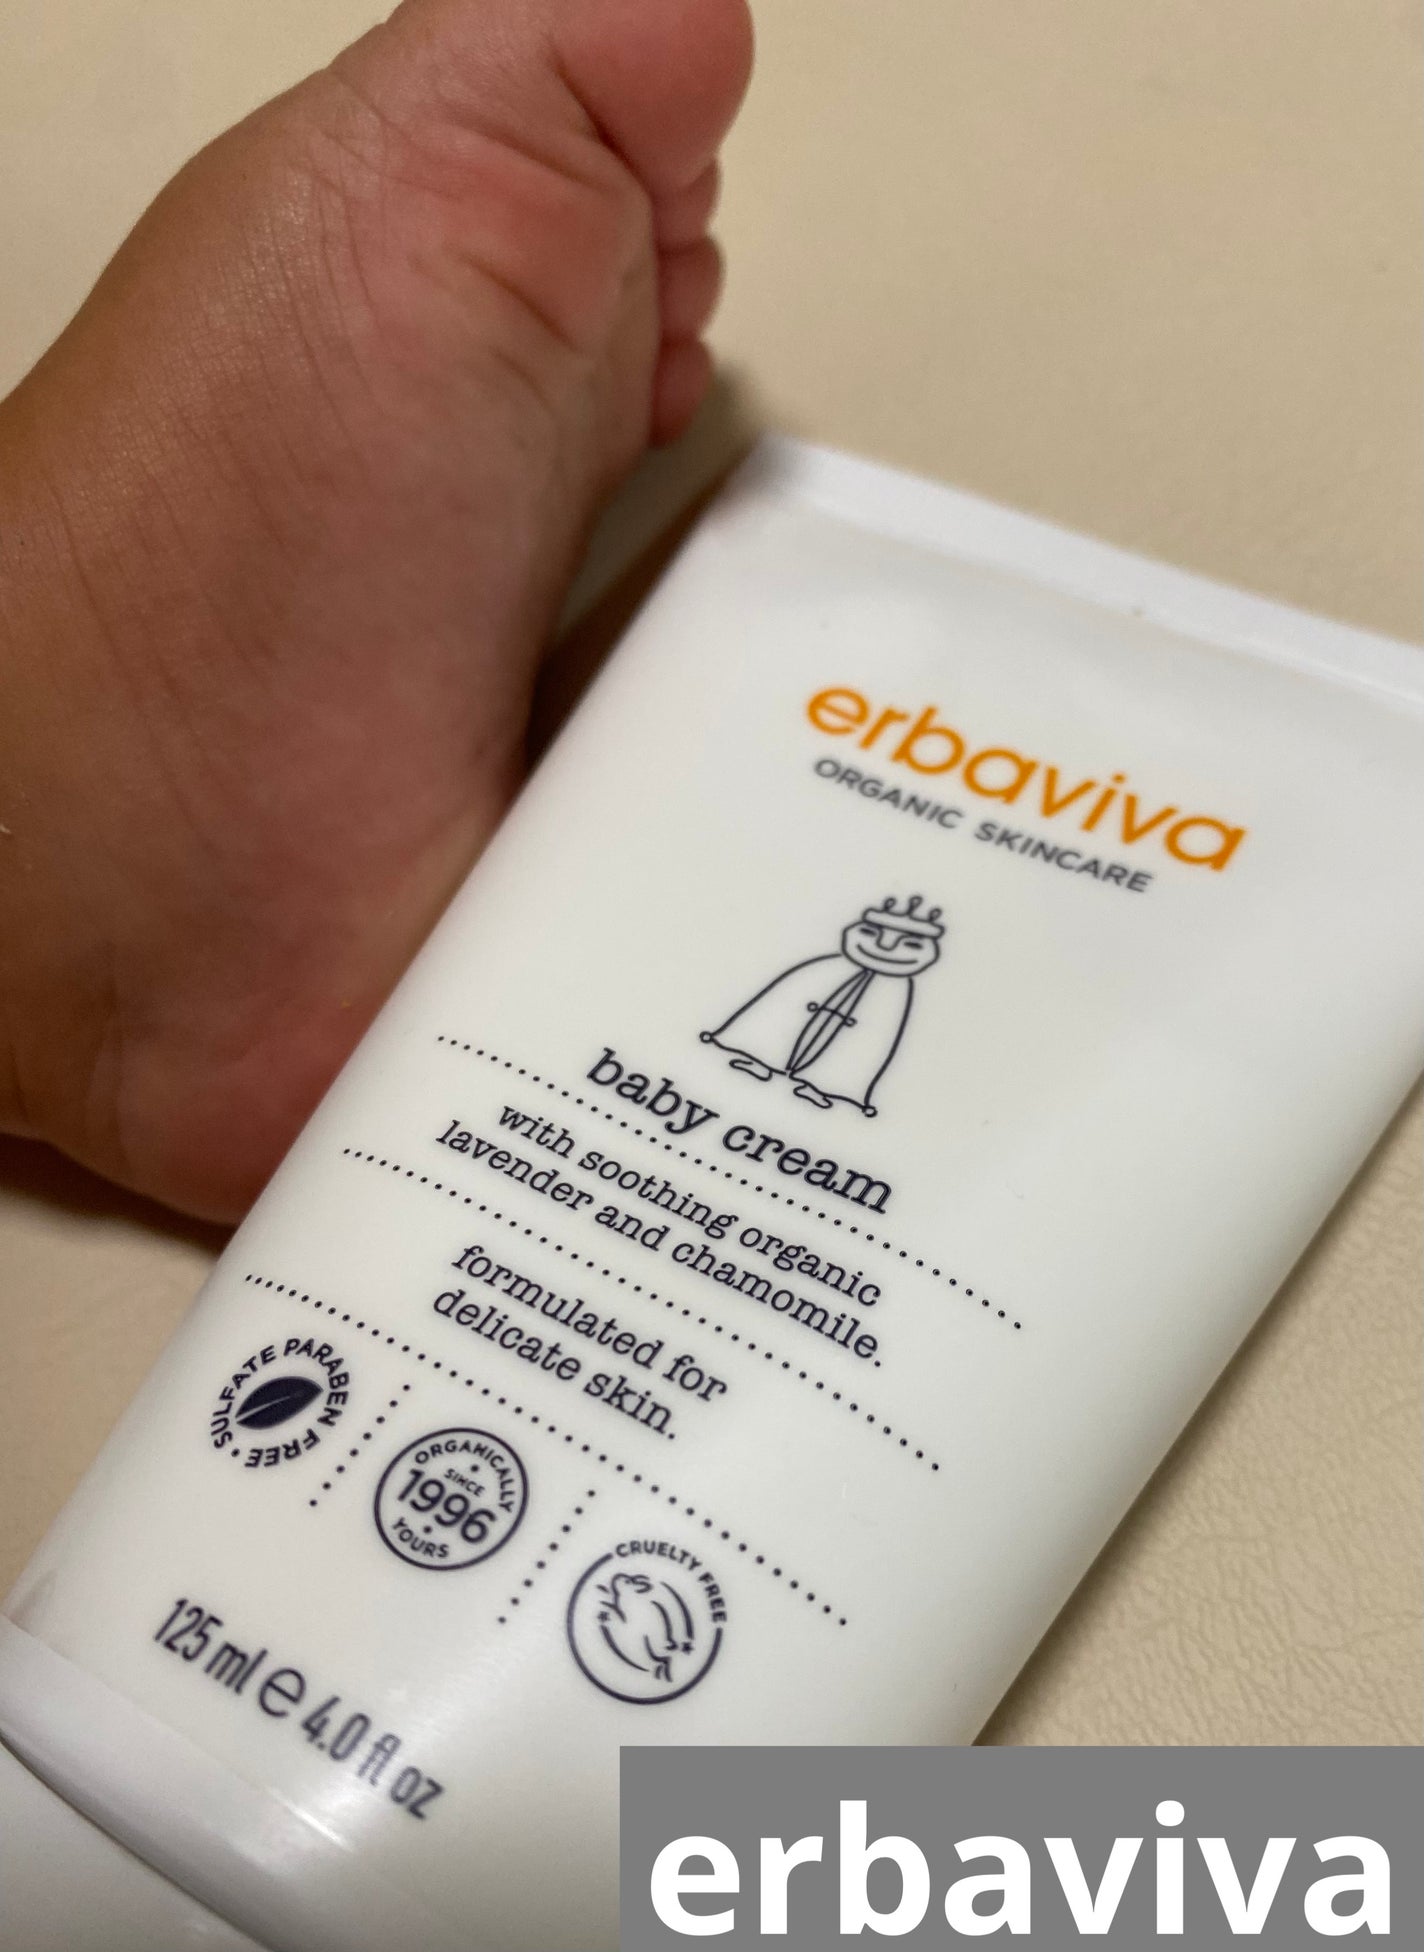 erbaviva
ORGANIC SKINCARE
baby cream
with soothing organic
lavender and chamomile.
formulated for
delicate skin.
SULFATE PARABEN FREE •
ORGANICALLY
SINCE
1996
YOURS
CRUELTY FREE
125 ml e 4.0 fl oz
erbaviva